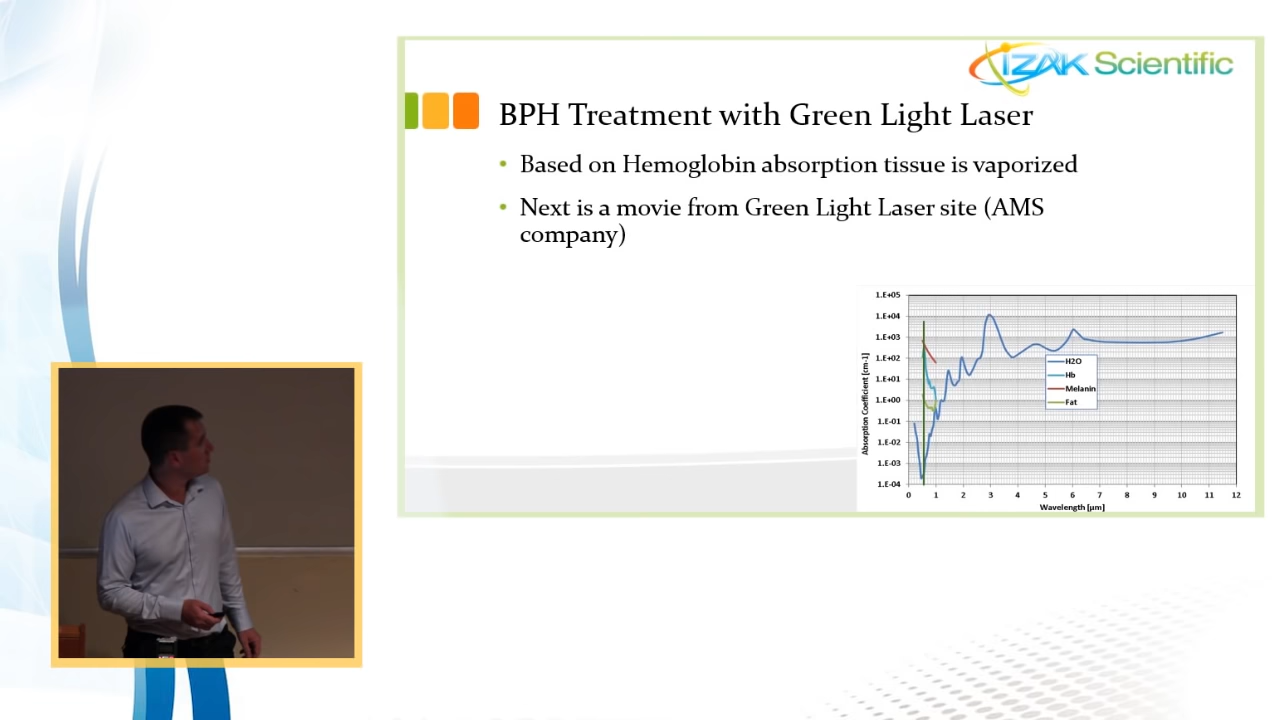 IZAK Scientific
BPH Treatment with Green Light Laser
• Based on Hemoglobin absorption tissue is vaporized
• Next is a movie from Green Light Laser site (AMS
company)
1.E+05
1.E+04
1.E+03
1.E+02
1.E+01
1.E+00
1.E-01
1.E-02
1.E-03
1.E-04
Absorption Coefficient [cm-1]
H2O
Hb
Melanin
Fat
0 1 2 3 4 5 6 7 8 9 10 11 12
Wavelength [µm]